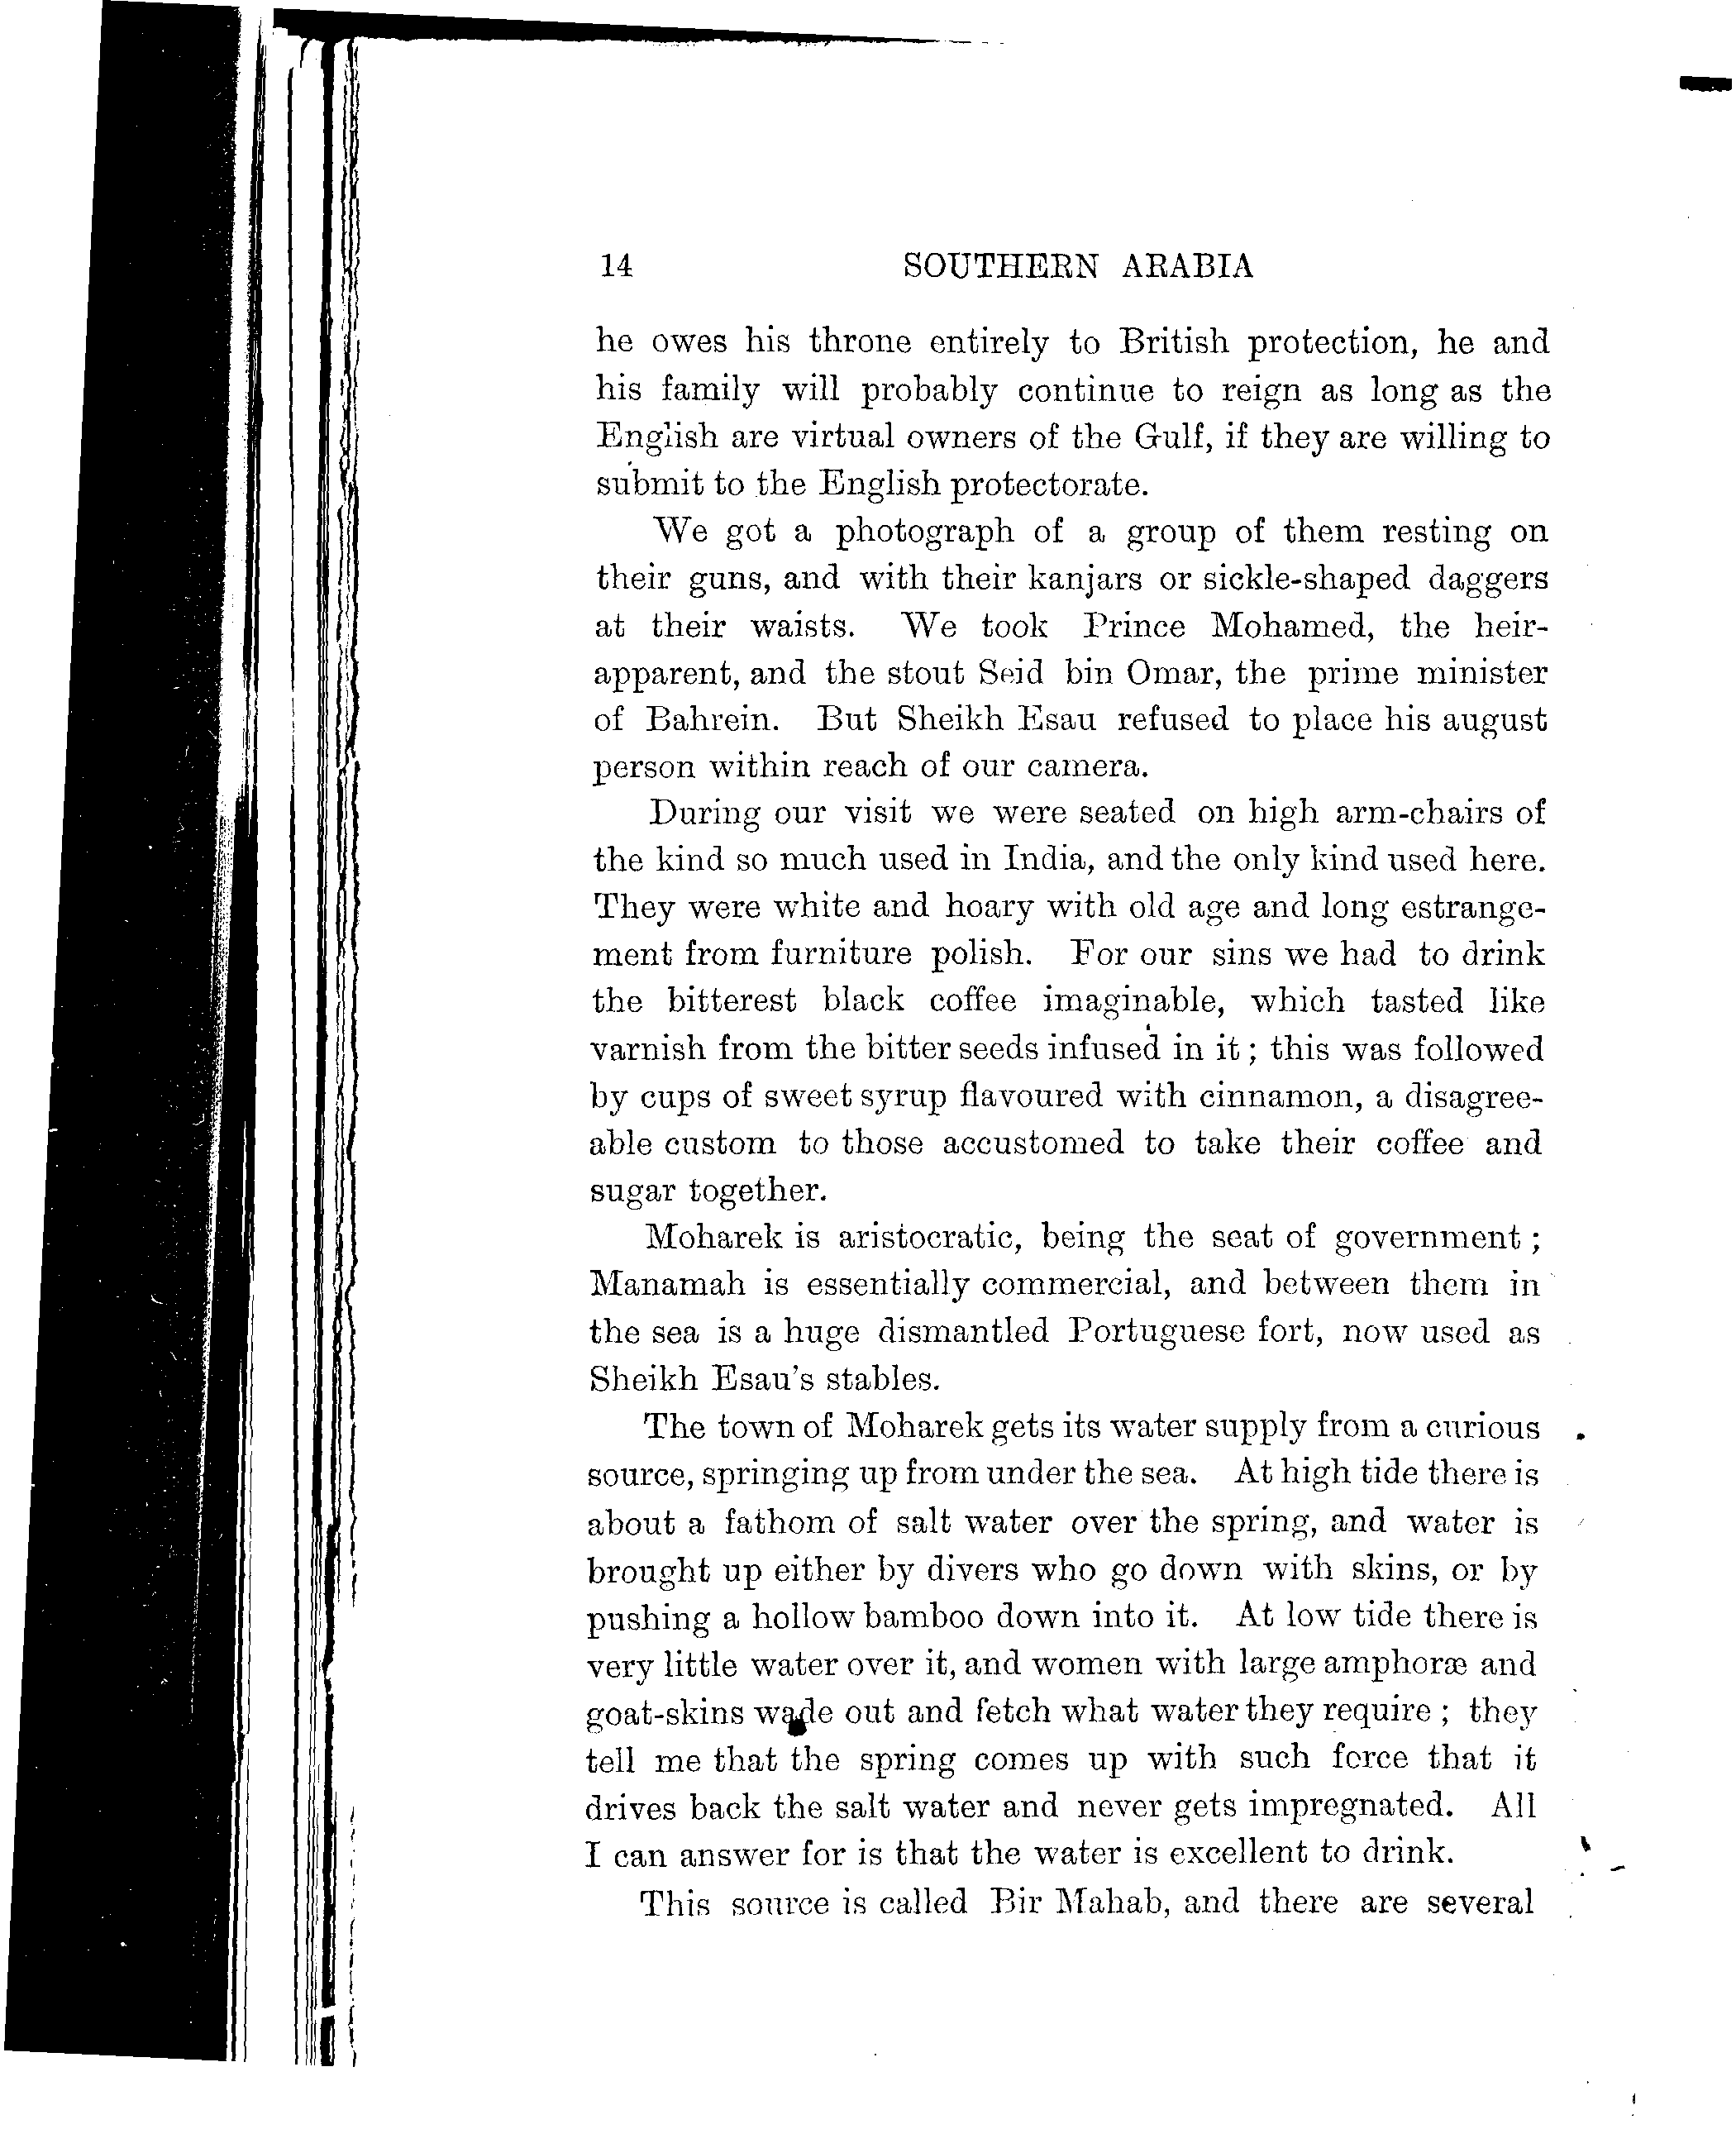 14 SOUTHERN ARABIA
he owes his throne entirely to British protection, he and
his family will probably continue to reign as long as the
English are virtual owners of the Gulf, if they are willing to
submit to the English protectorate.
We got a photograph of a group of them resting on
their guns, and with their kanjars or sickle-shaped daggers
at their waists. We took Prince Mohamed, the heir-
apparent, and the stout Seid bin Omar, the prime minister
of Bahrein. But Sheikh Esau refused to place his august
person within reach of our camera.
During our visit we were seated on high arm-chairs of
the kind so much used in India, and the only kind used here.
They were white and hoary with old age and long estrange-
ment from furniture polish. For our sins we had to drink
the bitterest black coffee imaginable, which tasted like
varnish from the bitter seeds infused in it ; this was followed
by cups of sweet syrup flavoured with cinnamon, a disagree-
able custom to those accustomed to take their coffee and
sugar together.
Moharek is aristocratic, being the seat of government ;
Manamah is essentially commercial, and between them in
the sea is a huge dismantled Portuguese fort, now used as
Sheikh Esau's stables.
The town of Moharek gets its water supply from a curious
source, springing up from under the sea. At high tide there is
about a fathom of salt water over the spring, and water is
brought up either by divers who go down with skins, or by
pushing a hollow bamboo down into it. At low tide there is
very little water over it, and women with large amphoræ and
goat-skins wade out and fetch what water they require ; they
tell me that the spring comes up with such force that it
drives back the salt water and never gets impregnated. All
I can answer for is that the water is excellent to drink.
This source is called Bir Mahab, and there are several